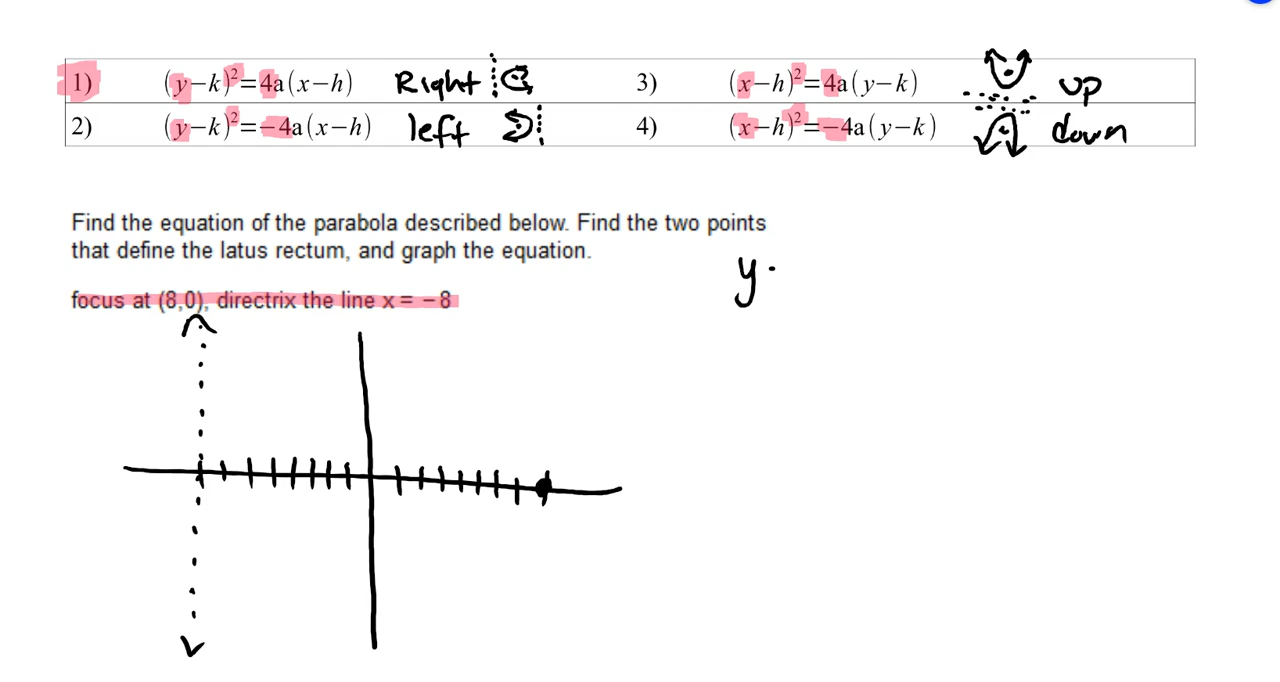 1) (y−k)²=4a(x−h) Right 3) (x−h)²=4a(y−k) up
2) (y−k)²=−4a(x−h) left 4) (x−h)²=−4a(y−k) down
Find the equation of the parabola described below. Find the two points
that define the latus rectum, and graph the equation.
y
focus at (8,0), directrix the line x = −8